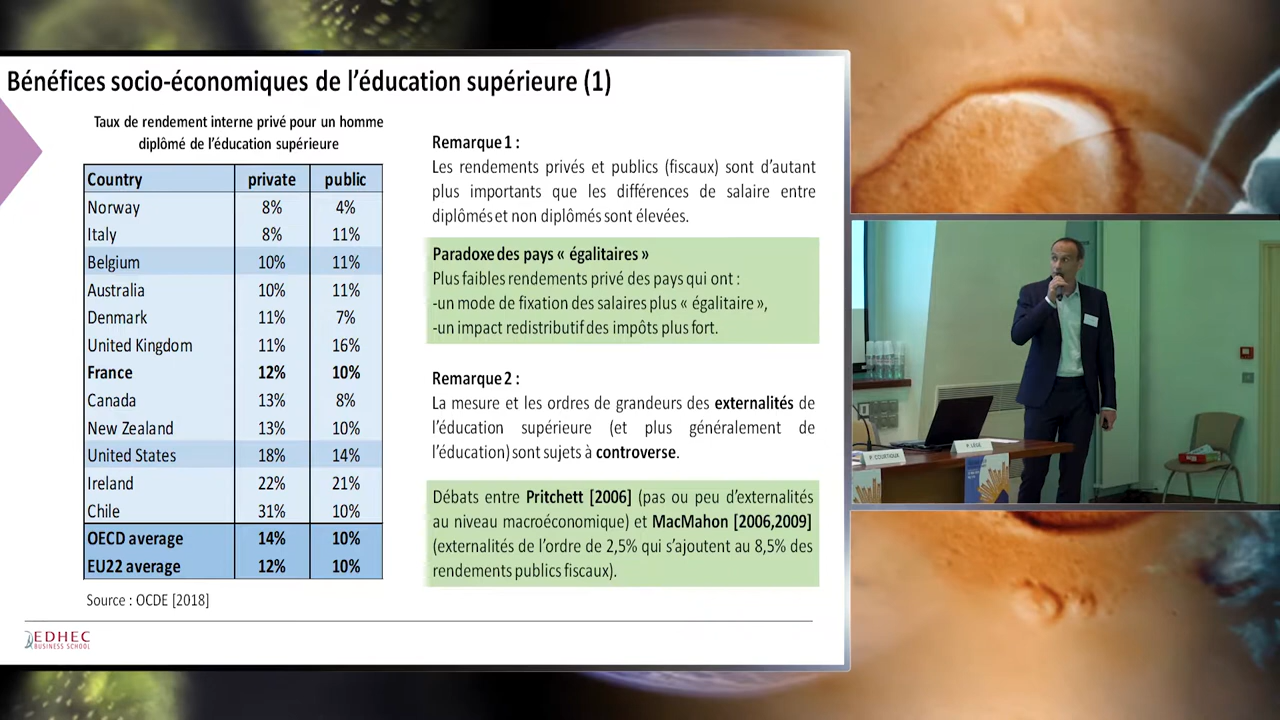 Bénéfices socio-économiques de l'éducation supérieure (1)
Taux de rendement interne privé pour un homme
diplômé de l'éducation supérieure
Country private public
Norway 8% 4%
Italy 8% 11%
Belgium 10% 11%
Australia 10% 11%
Denmark 11% 7%
United Kingdom 11% 16%
France 12% 10%
Canada 13% 8%
New Zealand 13% 10%
United States 18% 14%
Ireland 22% 21%
Chile 31% 10%
OECD average 14% 10%
EU22 average 12% 10%
Source : OCDE [2018]
Remarque 1 :
Les rendements privés et publics (fiscaux) sont d'autant
plus importants que les différences de salaire entre
diplômés et non diplômés sont élevées.
Paradoxe des pays « égalitaires »
Plus faibles rendements privé des pays qui ont :
-un mode de fixation des salaires plus « égalitaire »,
-un impact redistributif des impôts plus fort.
Remarque 2 :
La mesure et les ordres de grandeurs des externalités de
l'éducation supérieure (et plus généralement de
l'éducation) sont sujets à controverse.
Débats entre Pritchett [2006] (pas ou peu d'externalités
au niveau macroéconomique) et MacMahon [2006,2009]
(externalités de l'ordre de 2,5% qui s'ajoutent au 8,5% des
rendements publics fiscaux).
EDHEC
BUSINESS SCHOOL
P. COURTIOUX